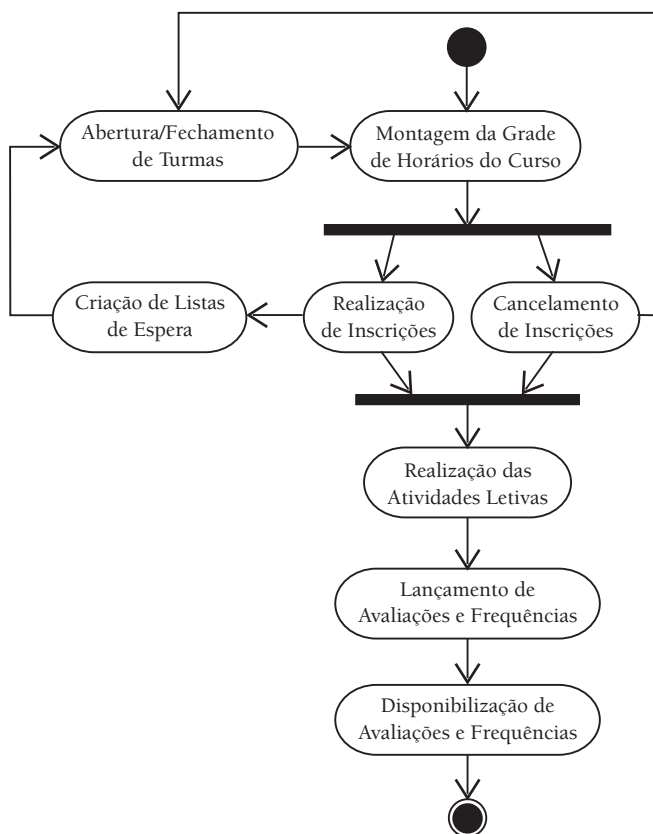 Abertura/Fechamento
de Turmas
Montagem da Grade
de Horários do Curso
Criação de Listas
de Espera
Realização
de Inscrições
Cancelamento
de Inscrições
Realização das
Atividades Letivas
Lançamento de
Avaliações e Frequências
Disponibilização de
Avaliações e Frequências